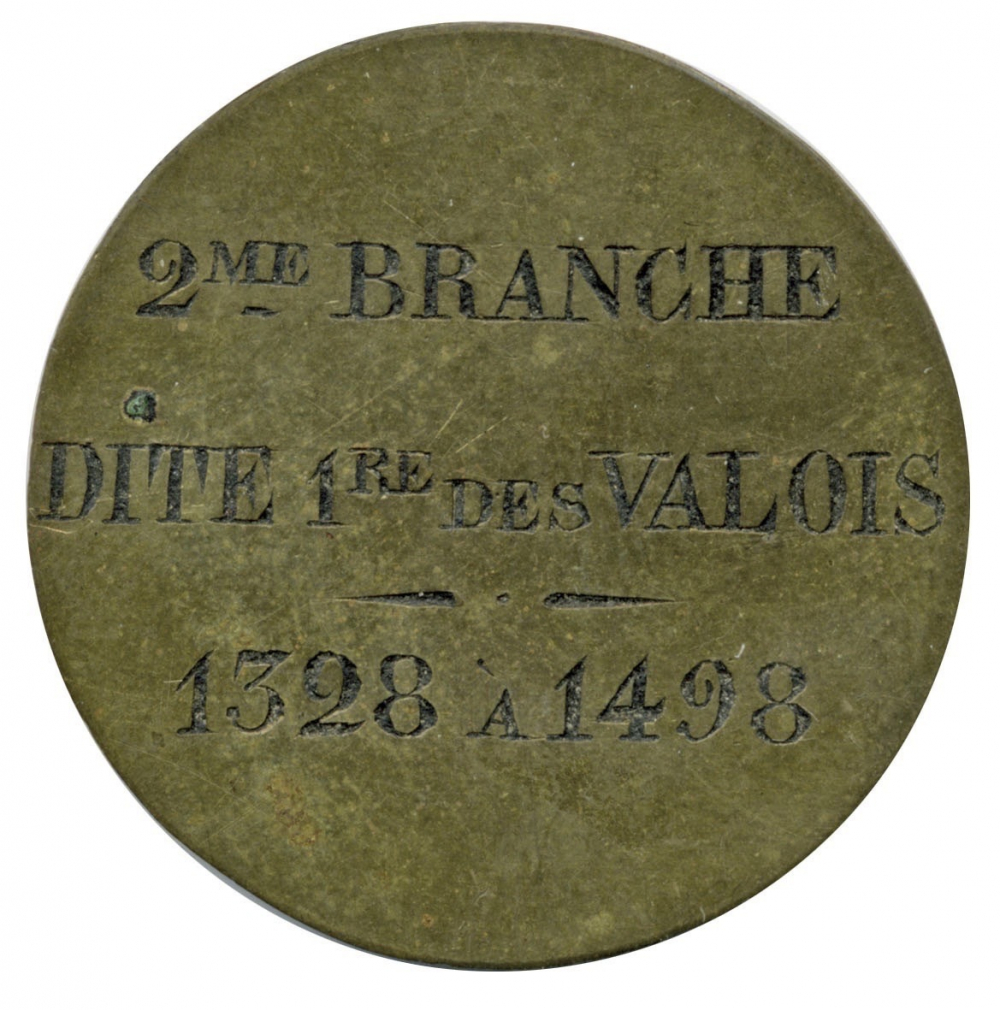 2ME BRANCHE
DITE 1RE DES VALOIS
1328 À 1498